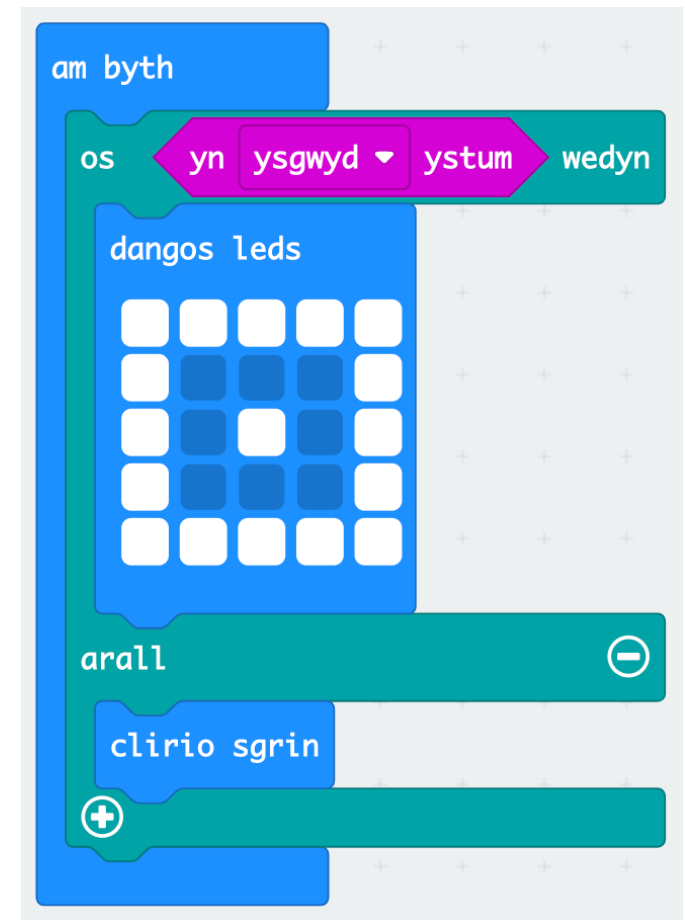 am byth
os yn ysgwyd ystum wedyn
dangos leds
arall
clirio sgrin